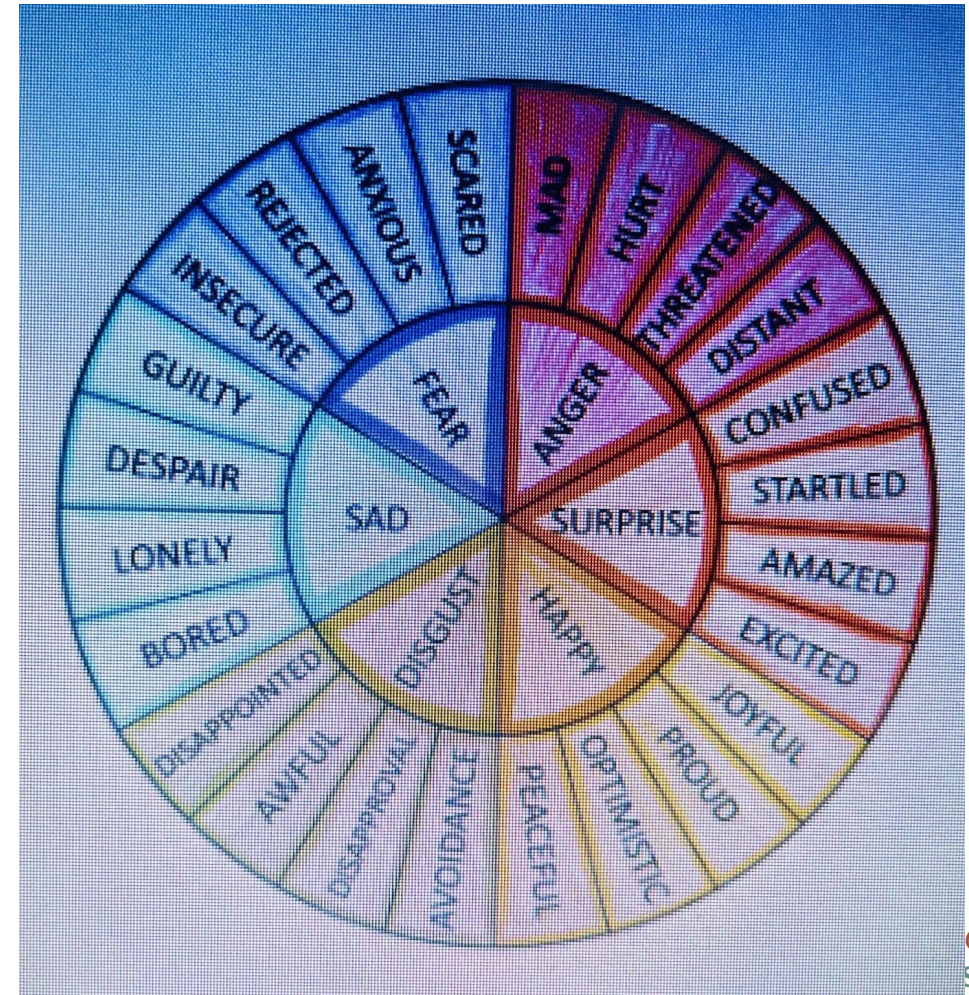 SCARED
MAD
ANXIOUS
HURT
REJECTED
THREATENED
INSECURE
DISTANT
FEAR
ANGER
GUILTY
CONFUSED
DESPAIR
STARTLED
SAD
SURPRISE
LONELY
AMAZED
BORED
EXCITED
DISGUST
HAPPY
DISAPPOINTED
JOYFUL
AWFUL
PROUD
DISAPPROVAL
OPTIMISTIC
AVOIDANCE
PEACEFUL